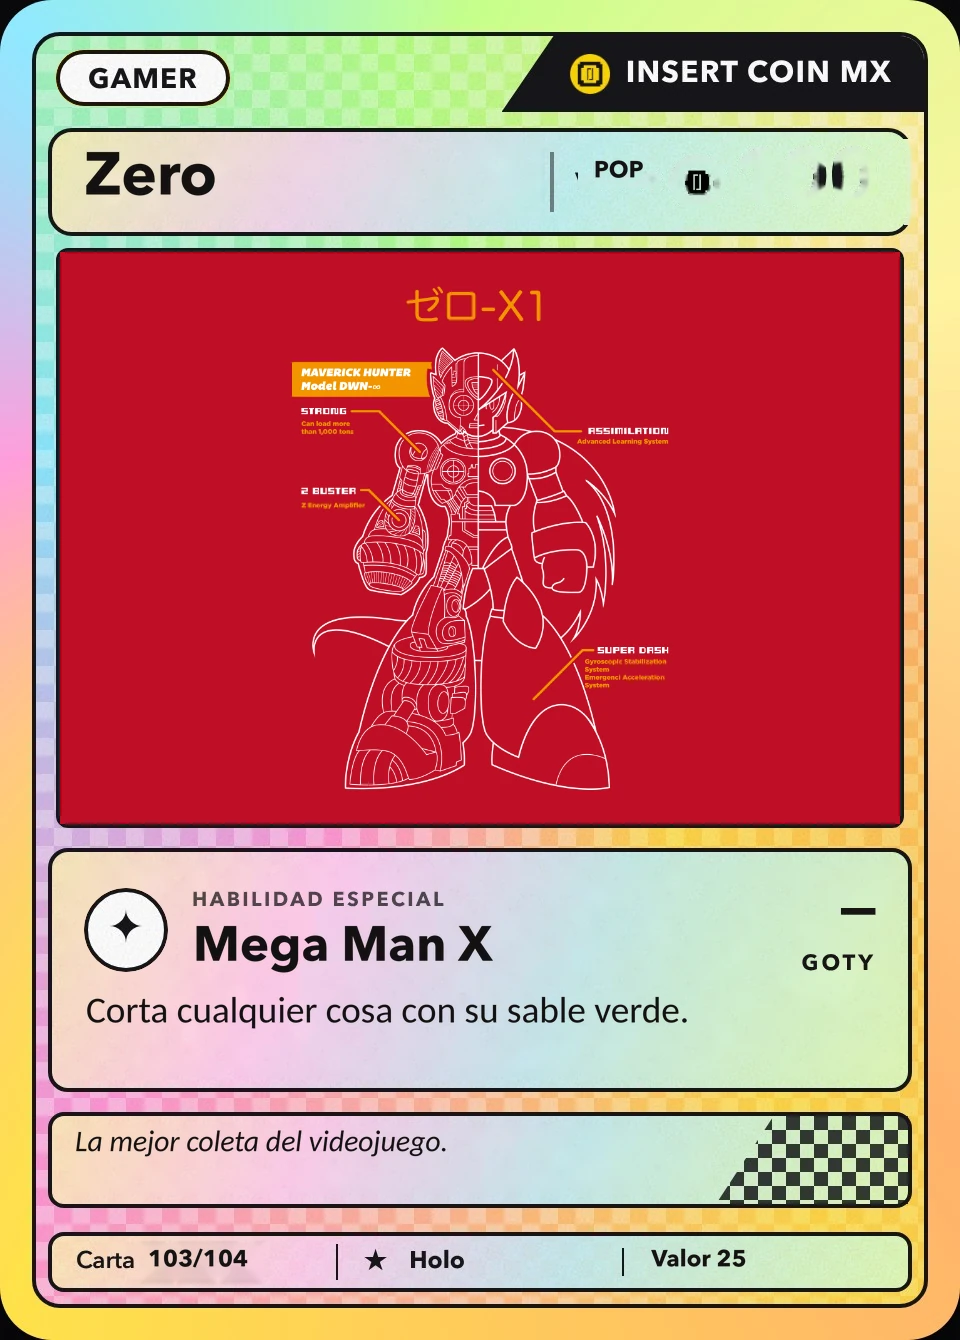 GAMER
INSERT COIN MX
Zero
POP
ゼロ-X1
MAVERICK HUNTER
Model DWN-∞
STRONG
Can load more
than 1,000 tons
ASSIMILATION
Advanced Learning System
Z BUSTER
Z Energy Amplifier
SUPER DASH
Gyroscopic Stabilization
System
Emergenci Acceleration
System
HABILIDAD ESPECIAL
Mega Man X
—
GOTY
Corta cualquier cosa con su sable verde.
La mejor coleta del videojuego.
Carta 103/104
★ Holo
Valor 25